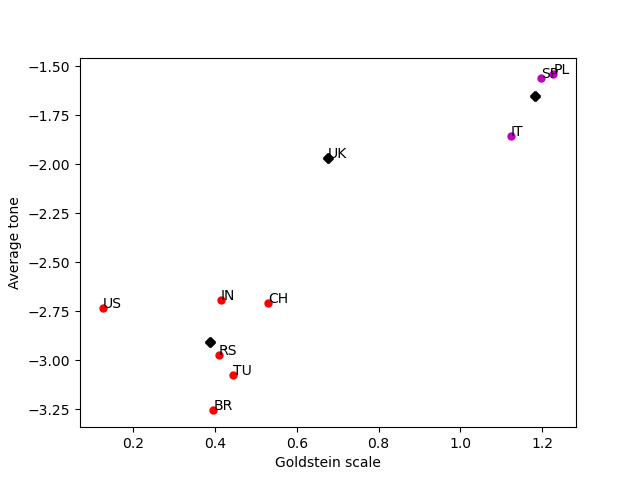 −1.50
−1.75
−2.00
−2.25
−2.50
−2.75
−3.00
−3.25
Average tone
SP
PL
IT
UK
IN
CH
US
RS
TU
BR
0.2 0.4 0.6 0.8 1.0 1.2
Goldstein scale